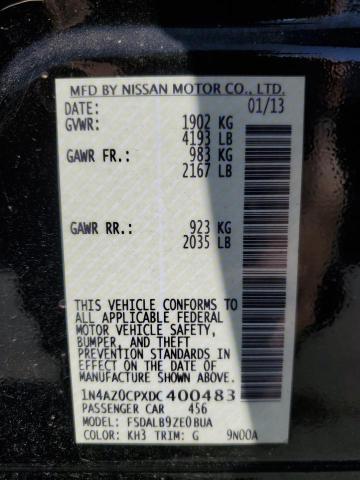 MFD BY NISSAN MOTOR CO., LTD.
DATE: 01/13
GVWR: 1902 KG
4193 LB
GAWR FR.: 983 KG
2167 LB
GAWR RR.: 923 KG
2035 LB
THIS VEHICLE CONFORMS TO
ALL APPLICABLE FEDERAL
MOTOR VEHICLE SAFETY,
BUMPER, AND THEFT
PREVENTION STANDARDS IN
EFFECT ON THE DATE OF
MANUFACTURE SHOWN ABOVE.
1N4AZ0CPXDC400483
PASSENGER CAR 456
MODEL: FSDALB9ZE0BUA
COLOR: KH3 TRIM: G 9N00A